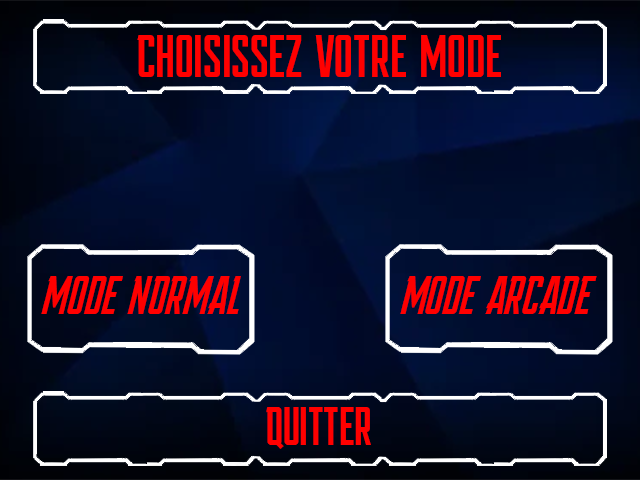 CHOISISSEZ VOTRE MODE
MODE NORMAL
MODE ARCADE
QUITTER